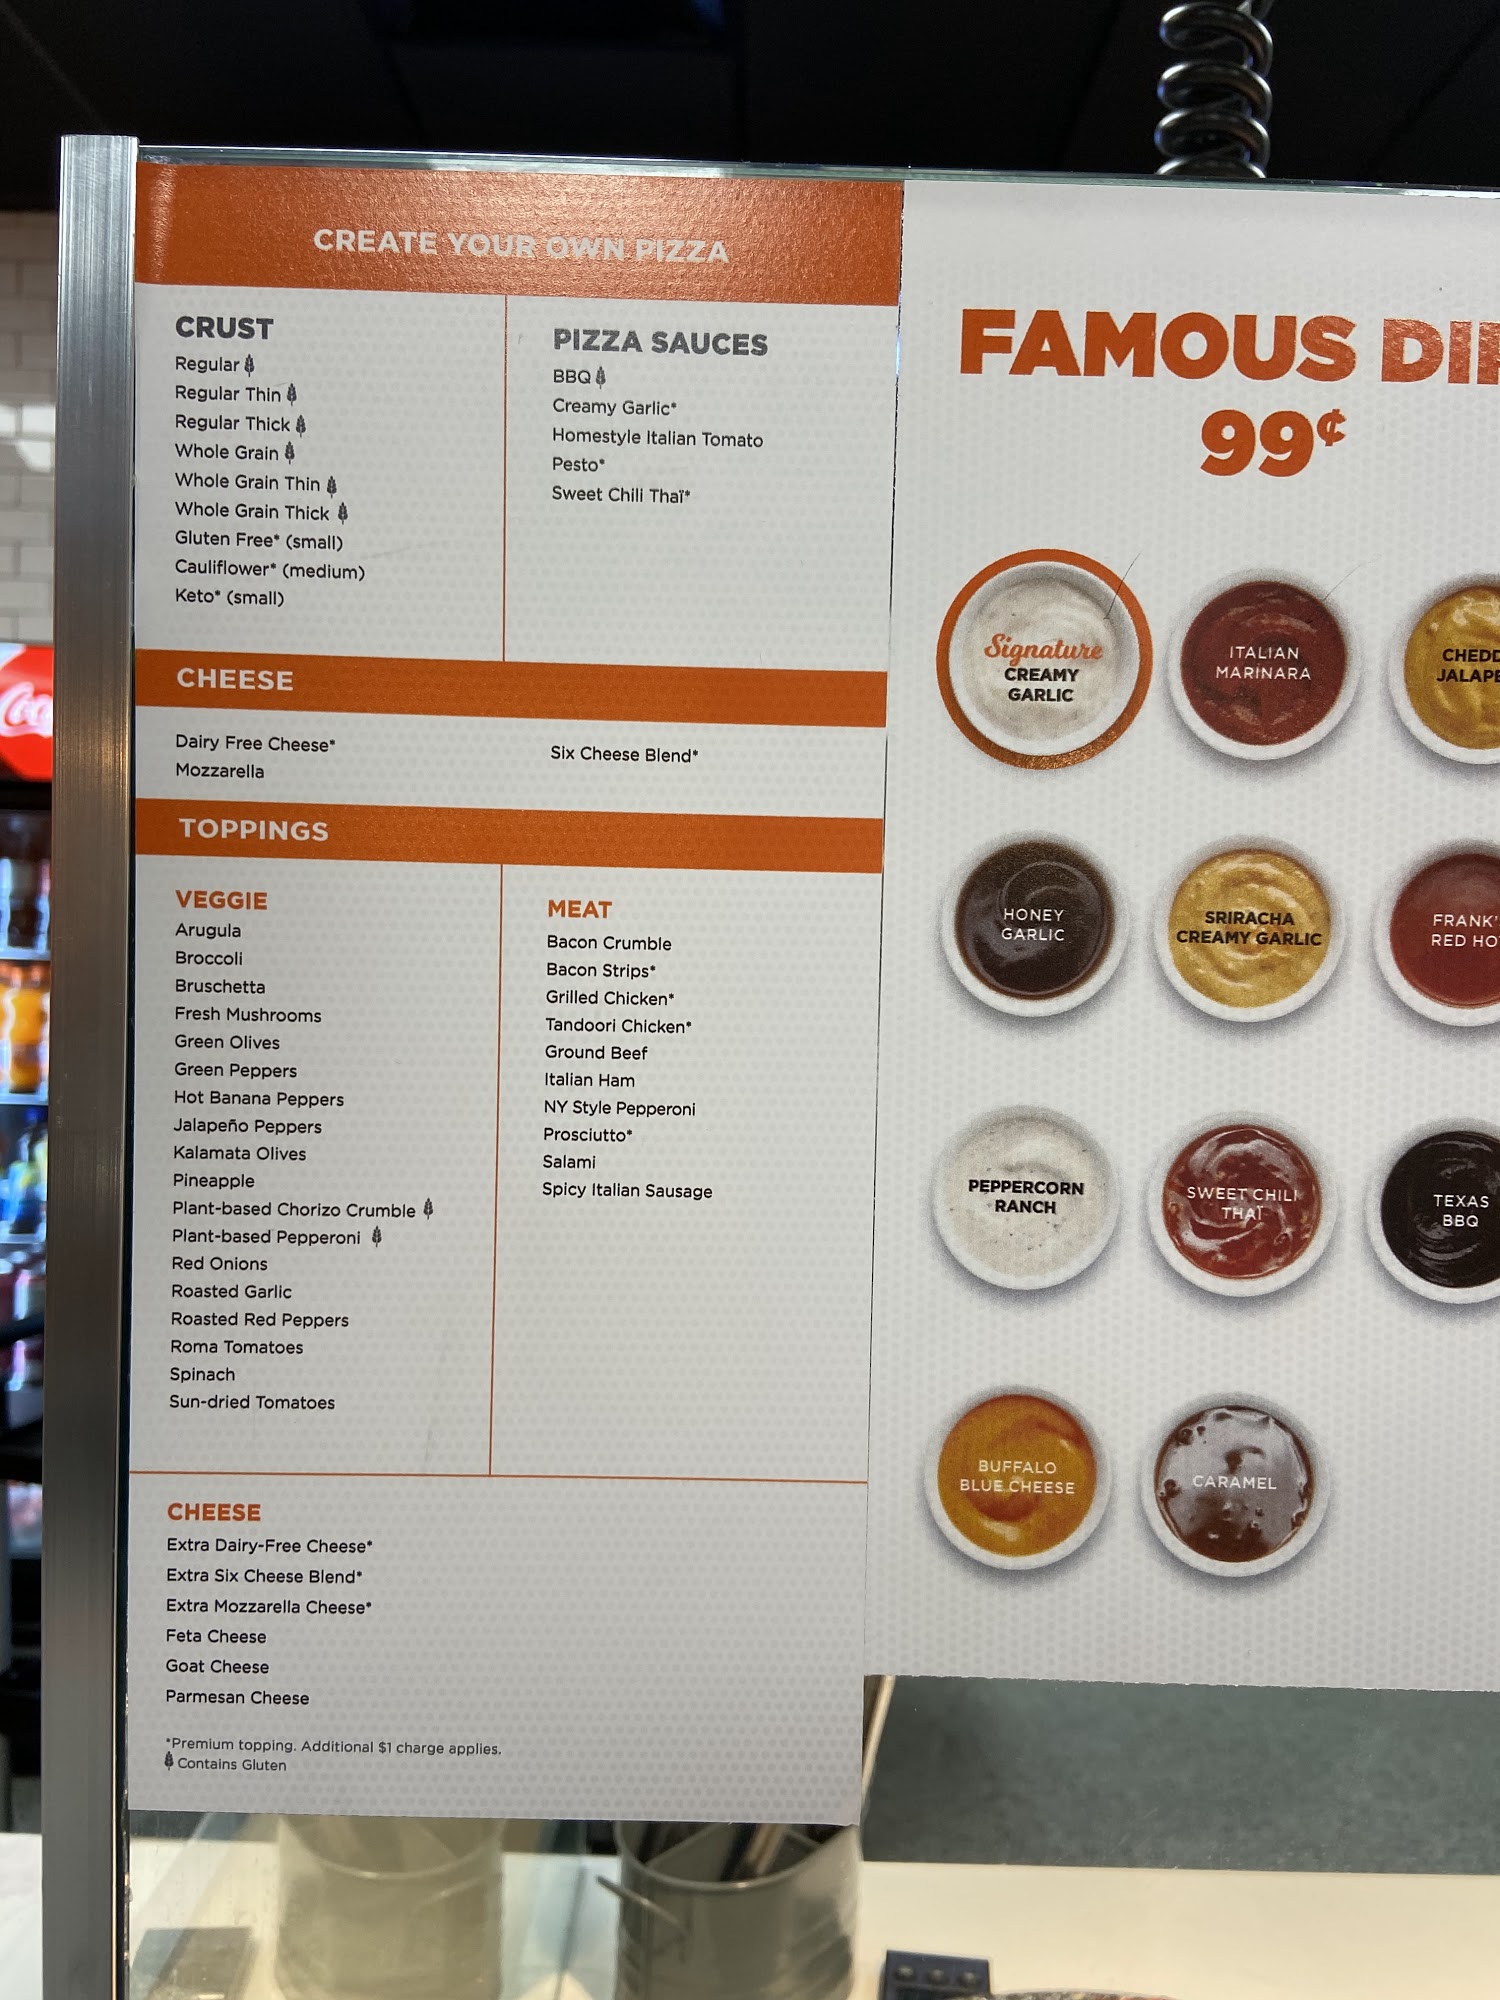 CREATE YOUR OWN PIZZA
CRUST
Regular
Regular Thin
Regular Thick
Whole Grain
Whole Grain Thin
Whole Grain Thick
Gluten Free* (small)
Cauliflower* (medium)
Keto* (small)
PIZZA SAUCES
BBQ
Creamy Garlic*
Homestyle Italian Tomato
Pesto*
Sweet Chili Thaï*
CHEESE
Dairy Free Cheese*
Mozzarella
Six Cheese Blend*
TOPPINGS
VEGGIE
Arugula
Broccoli
Bruschetta
Fresh Mushrooms
Green Olives
Green Peppers
Hot Banana Peppers
Jalapeño Peppers
Kalamata Olives
Pineapple
Plant-based Chorizo Crumble
Plant-based Pepperoni
Red Onions
Roasted Garlic
Roasted Red Peppers
Roma Tomatoes
Spinach
Sun-dried Tomatoes
MEAT
Bacon Crumble
Bacon Strips*
Grilled Chicken*
Tandoori Chicken*
Ground Beef
Italian Ham
NY Style Pepperoni
Prosciutto*
Salami
Spicy Italian Sausage
CHEESE
Extra Dairy-Free Cheese*
Extra Six Cheese Blend*
Extra Mozzarella Cheese*
Feta Cheese
Goat Cheese
Parmesan Cheese
*Premium topping. Additional $1 charge applies.
Contains Gluten
FAMOUS
99¢
Signature
CREAMY
GARLIC
ITALIAN
MARINARA
HONEY
GARLIC
SRIRACHA
CREAMY GARLIC
FRANK'
RED HO
PEPPERCORN
RANCH
SWEET CHILI
THAÏ
TEXAS
BBQ
BUFFALO
BLUE CHEESE
CARAMEL